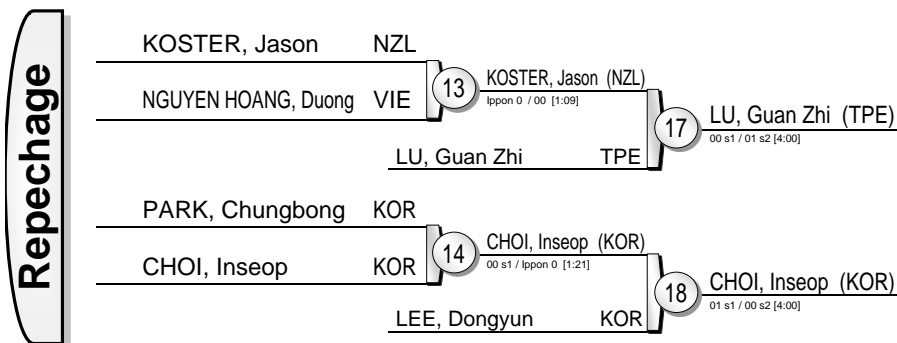 Repechage
KOSTER, Jason NZL
NGUYEN HOANG, Duong VIE
13
KOSTER, Jason (NZL)
Ippon 0 / 00 [1:09]
LU, Guan Zhi TPE
17
LU, Guan Zhi (TPE)
00 s1 / 01 s2 [4:00]
PARK, Chungbong KOR
CHOI, Inseop KOR
14
CHOI, Inseop (KOR)
00 s1 / Ippon 0 [1:21]
LEE, Dongyun KOR
18
CHOI, Inseop (KOR)
01 s1 / 00 s2 [4:00]